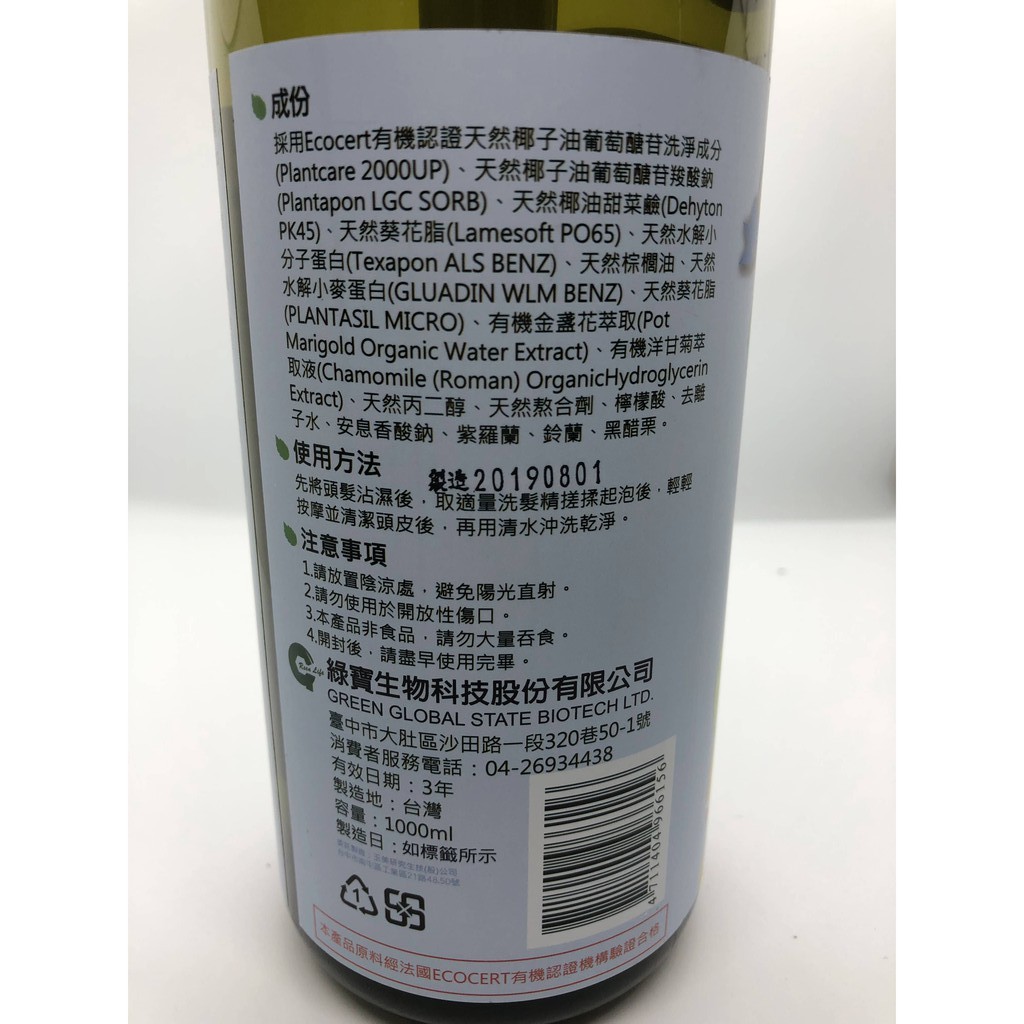 成份
採用Ecocert有機認證天然椰子油葡萄醣苷洗淨成分
(Plantcare 2000UP)、天然椰子油葡萄醣苷羧酸鈉
(Plantapon LGC SORB)、天然椰油甜菜鹼(Dehyton
PK45)、天然葵花脂(Lamesoft PO65)、天然水解小
分子蛋白(Texapon ALS BENZ)、天然棕櫚油、天然
水解小麥蛋白(GLUADIN WLM BENZ)、天然葵花脂
(PLANTASIL MICRO)、有機金盞花萃取(Pot
Marigold Organic Water Extract)、有機洋甘菊萃
取液(Chamomile (Roman) OrganicHydroglycerin
Extract)、天然丙二醇、天然熬合劑、檸檬酸、去離
子水、安息香酸鈉、紫羅蘭、鈴蘭、黑醋栗。
使用方法
製造20190801
先將頭髮沾濕後，取適量洗髮精搓揉起泡後，輕輕
按摩並清潔頭皮後，再用清水沖洗乾淨。
注意事項
1.請放置陰涼處，避免陽光直射。
2.請勿使用於開放性傷口。
3.本產品非食品，請勿大量吞食。
4.開封後，請盡早使用完畢。
綠寶生物科技股份有限公司
GREEN GLOBAL STATE BIOTECH LTD.
臺中市大肚區沙田路一段320巷50-1號
消費者服務電話：04-26934438
有效日期：3年
製造地：台灣
容量：1000ml
製造日：如標籤所示
4711404966156
1
本產品原料經法國ECOCERT有機認證機構驗證合格